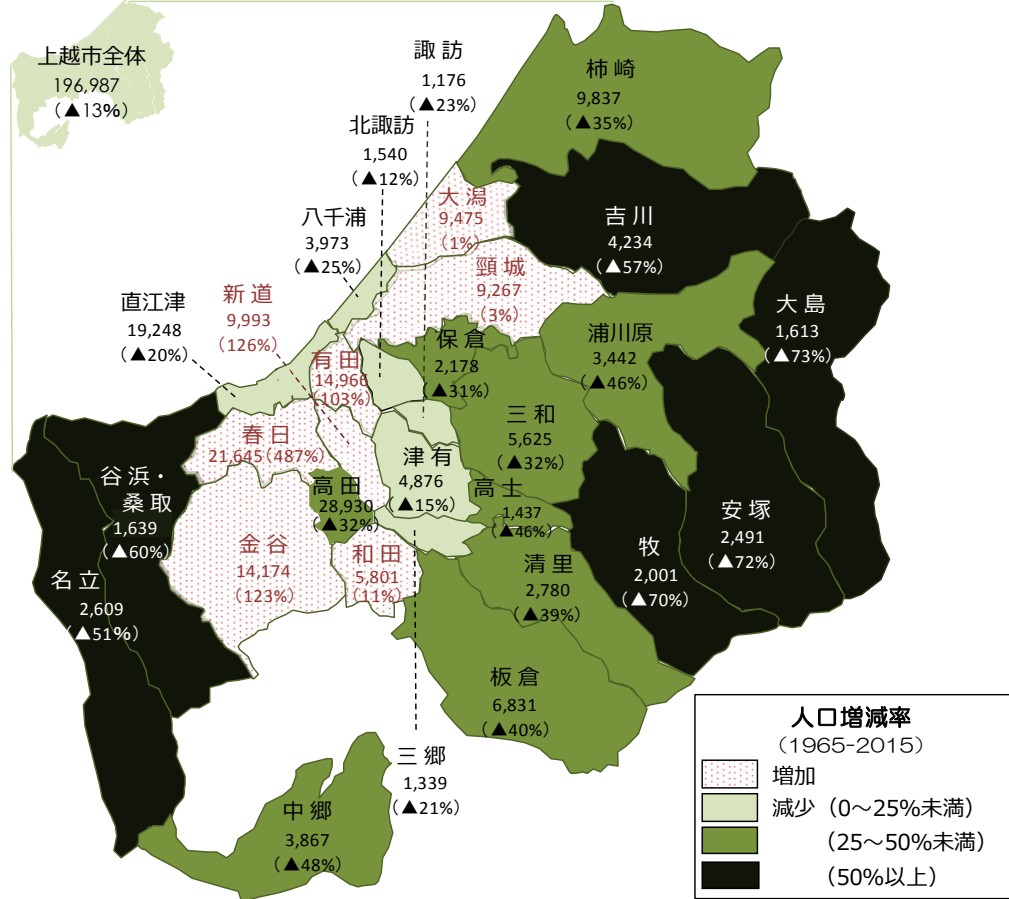 上越市全体
196,987
(▲13%)
諏訪
1,176
(▲23%)
柿崎
9,837
(▲35%)
北諏訪
1,540
(▲12%)
大潟
9,475
(1%)
吉川
4,234
(△57%)
八千浦
3,973
(▲25%)
頸城
9,267
(3%)
新道
9,993
(126%)
直江津
19,248
(▲20%)
大島
1,613
(△73%)
浦川原
3,442
(▲46%)
保倉
2,178
(▲31%)
有田
14,966
(103%)
三和
5,625
(▲32%)
春日
21,645(487%)
津有
4,876
(▲15%)
谷浜・
桑取
1,639
(△60%)
高田
28,930
(▲32%)
高士
1,437
(▲46%)
安塚
2,491
(△72%)
金谷
14,174
(123%)
和田
5,801
(11%)
牧
2,001
(△70%)
清里
2,780
(▲39%)
名立
2,609
(△51%)
板倉
6,831
(▲40%)
三郷
1,339
(▲21%)
中郷
3,867
(▲48%)
人口増減率
(1965-2015)
増加
減少(0～25%未満)
(25～50%未満)
(50%以上)